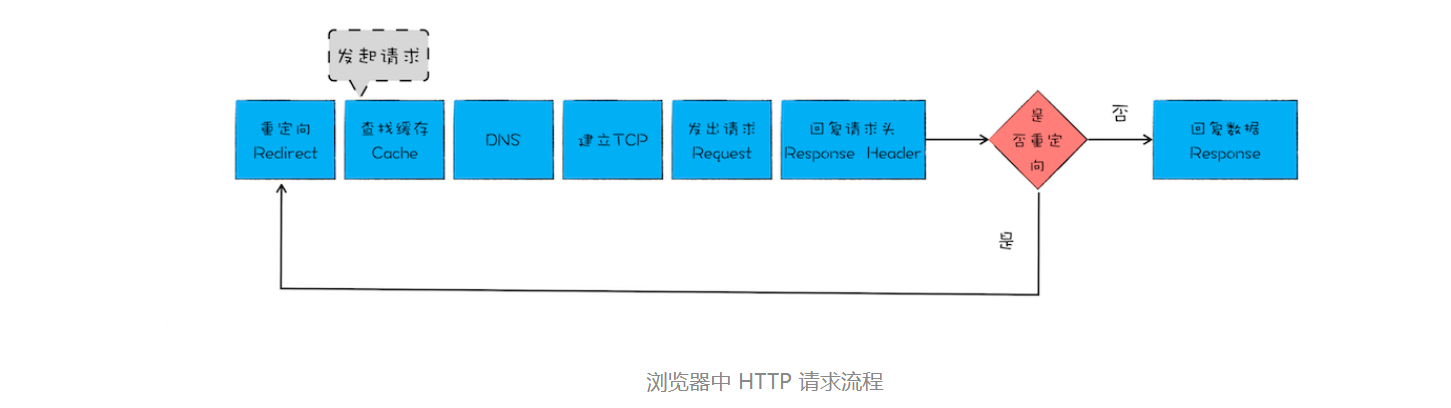 发起请求
重定向
Redirect
查找缓存
Cache
DNS
建立TCP
发出请求
Request
回复请求头
Response Header
是
否重定
向
否
回复数据
Response
是
浏览器中 HTTP 请求流程